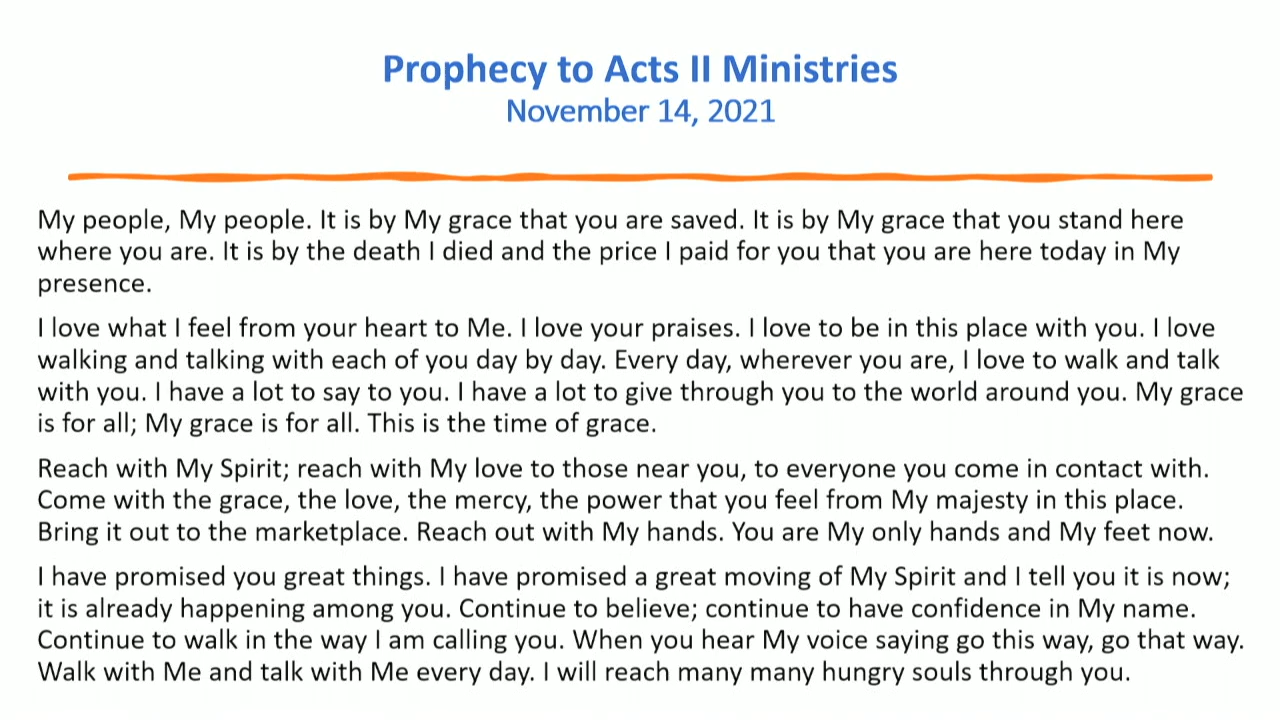 Prophecy to Acts II Ministries
November 14, 2021
My people, My people. It is by My grace that you are saved. It is by My grace that you stand here
where you are. It is by the death I died and the price I paid for you that you are here today in My
presence.
I love what I feel from your heart to Me. I love your praises. I love to be in this place with you. I love
walking and talking with each of you day by day. Every day, wherever you are, I love to walk and talk
with you. I have a lot to say to you. I have a lot to give through you to the world around you. My grace
is for all; My grace is for all. This is the time of grace.
Reach with My Spirit; reach with My love to those near you, to everyone you come in contact with.
Come with the grace, the love, the mercy, the power that you feel from My majesty in this place.
Bring it out to the marketplace. Reach out with My hands. You are My only hands and My feet now.
I have promised you great things. I have promised a great moving of My Spirit and I tell you it is now;
it is already happening among you. Continue to believe; continue to have confidence in My name.
Continue to walk in the way I am calling you. When you hear My voice saying go this way, go that way.
Walk with Me and talk with Me every day. I will reach many many hungry souls through you.